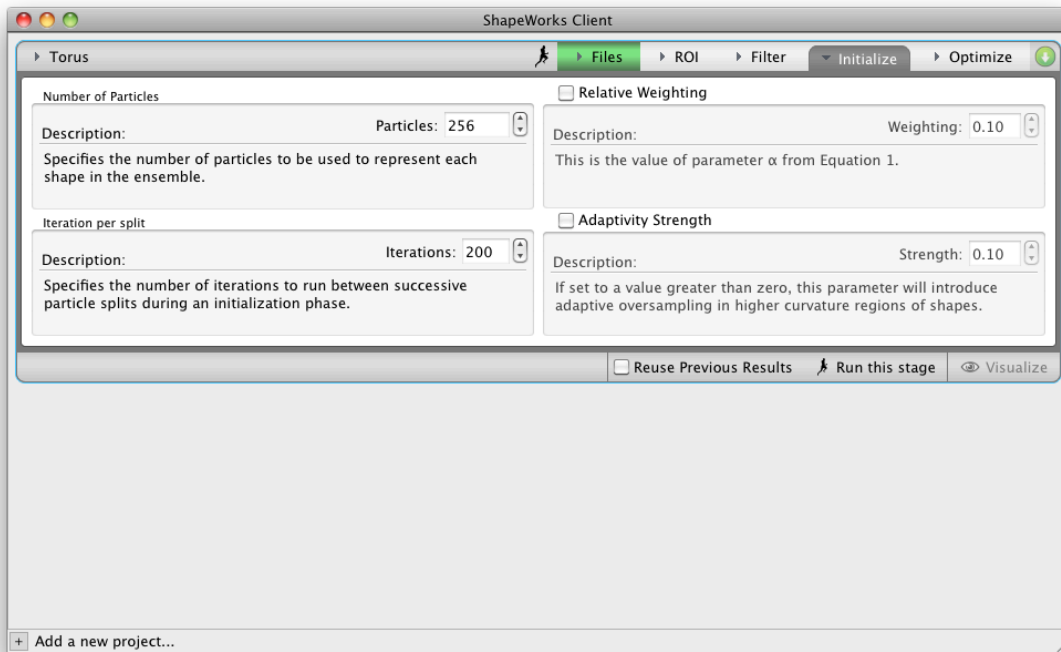 ShapeWorks Client
Torus
Files
ROI
Filter
Initialize
Optimize
Number of Particles
Description:
Particles: 256
Specifies the number of particles to be used to represent each
shape in the ensemble.
Relative Weighting
Description:
Weighting: 0.10
This is the value of parameter α from Equation 1.
Iteration per split
Description:
Iterations: 200
Specifies the number of iterations to run between successive
particle splits during an initialization phase.
Adaptivity Strength
Description:
Strength: 0.10
If set to a value greater than zero, this parameter will introduce
adaptive oversampling in higher curvature regions of shapes.
Reuse Previous Results
Run this stage
Visualize
+ Add a new project...